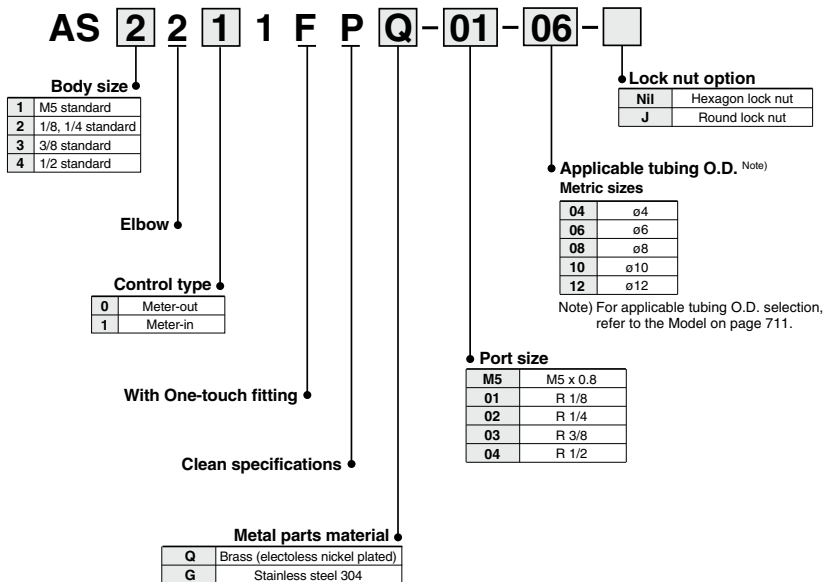 AS 2 2 1 1 F P Q - 01 - 06 -
Body size
1 M5 standard
2 1/8, 1/4 standard
3 3/8 standard
4 1/2 standard
Elbow
Control type
0 Meter-out
1 Meter-in
With One-touch fitting
Clean specifications
Metal parts material
Q Brass (electoless nickel plated)
G Stainless steel 304
Lock nut option
Nil Hexagon lock nut
J Round lock nut
Applicable tubing O.D. Note)
Metric sizes
04 ø4
06 ø6
08 ø8
10 ø10
12 ø12
Note) For applicable tubing O.D. selection,
refer to the Model on page 711.
Port size
M5 M5 x 0.8
01 R 1/8
02 R 1/4
03 R 3/8
04 R 1/2